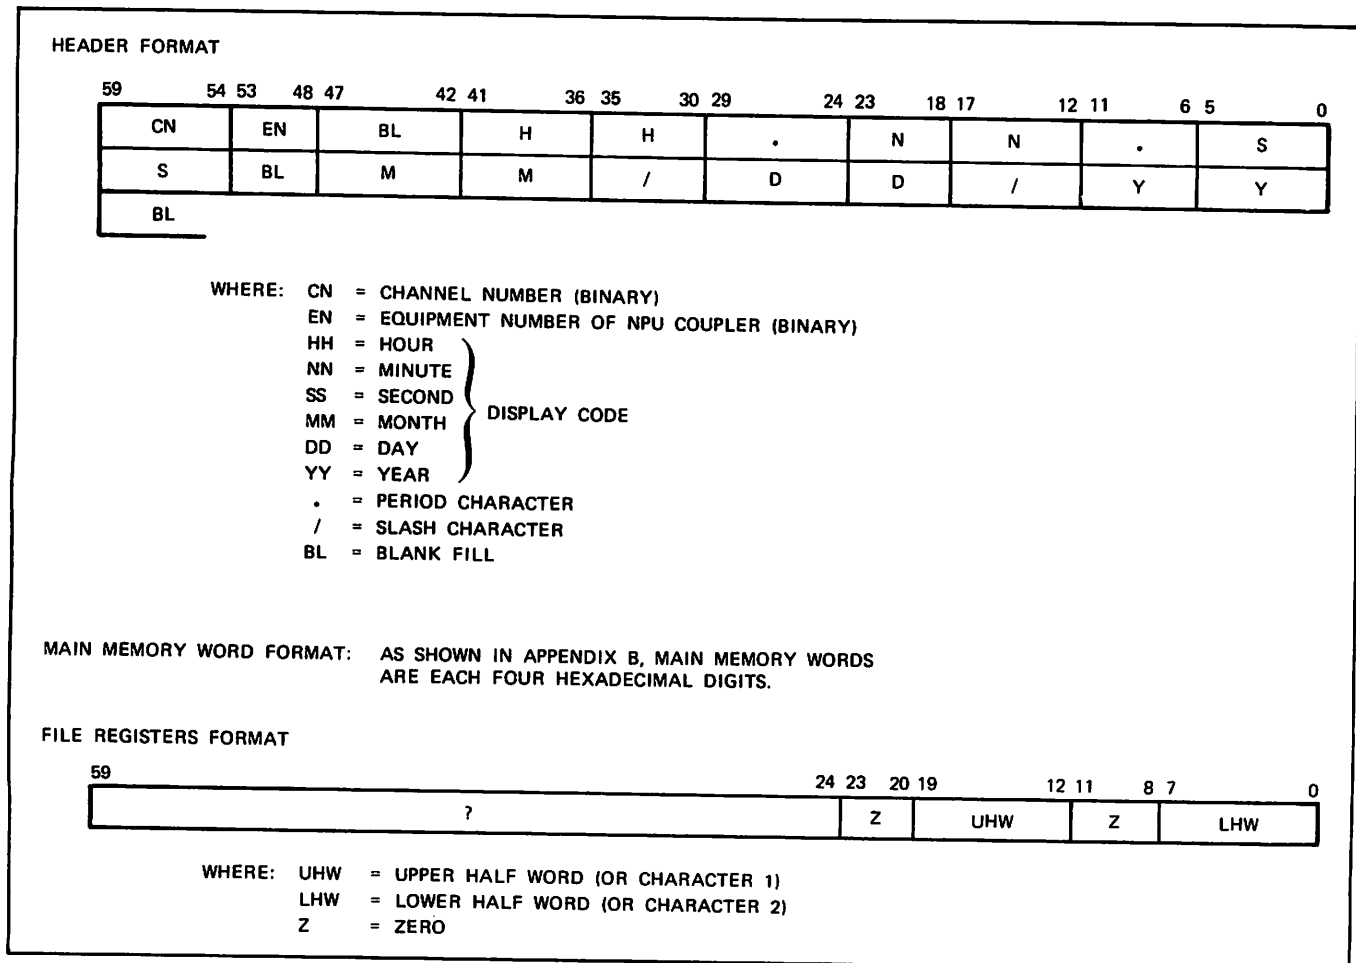 HEADER FORMAT
59 54 53 48 47 42 41 36 35 30 29 24 23 18 17 12 11 6 5 0
CN EN BL H H . N N . S
S BL M M / D D / Y Y
BL
WHERE: CN = CHANNEL NUMBER (BINARY)
EN = EQUIPMENT NUMBER OF NPU COUPLER (BINARY)
HH = HOUR
NN = MINUTE
SS = SECOND
MM = MONTH
DISPLAY CODE
DD = DAY
YY = YEAR
. = PERIOD CHARACTER
/ = SLASH CHARACTER
BL = BLANK FILL
MAIN MEMORY WORD FORMAT: AS SHOWN IN APPENDIX B, MAIN MEMORY WORDS
ARE EACH FOUR HEXADECIMAL DIGITS.
FILE REGISTERS FORMAT
59 24 23 20 19 12 11 8 7 0
? Z UHW Z LHW
WHERE: UHW = UPPER HALF WORD (OR CHARACTER 1)
LHW = LOWER HALF WORD (OR CHARACTER 2)
Z = ZERO